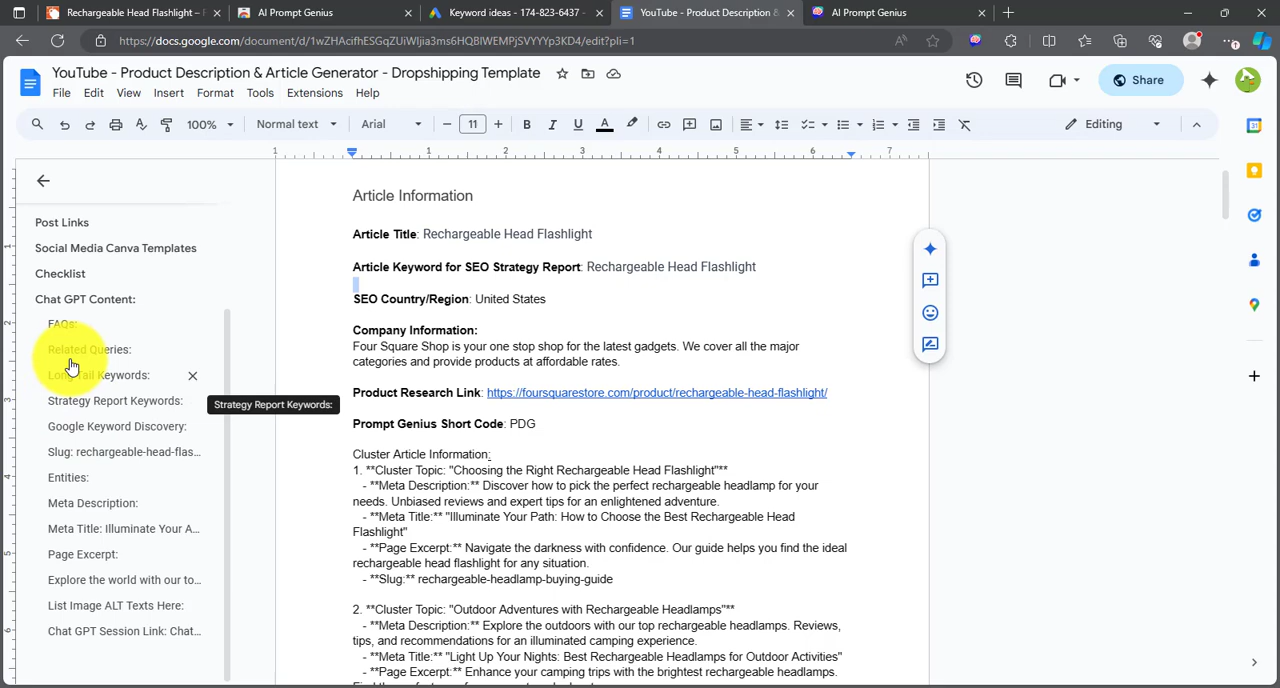 Rechargeable Head Flashlight –
AI Prompt Genius
Keyword ideas - 174-823-6437 -
YouTube - Product Description &
AI Prompt Genius
https://docs.google.com/document/d/1wZHAcifhESGqZUiWIjia3ms6HQBIWEMPjSVYYYp3KD4/edit?pli=1
YouTube - Product Description & Article Generator - Dropshipping Template
File Edit View Insert Format Tools Extensions Help
Share
100% Normal text Arial 11 B I U A Editing
1 1 2 3 4 5 6 7
Article Information
Post Links
Article Title: Rechargeable Head Flashlight
Social Media Canva Templates
Article Keyword for SEO Strategy Report: Rechargeable Head Flashlight
Checklist
SEO Country/Region: United States
Chat GPT Content:
FAQs:
Company Information:
Four Square Shop is your one stop shop for the latest gadgets. We cover all the major
Related Queries:
categories and provide products at affordable rates.
Long Tail Keywords:
Product Research Link: https://foursquarestore.com/product/rechargeable-head-flashlight/
Strategy Report Keywords:
Strategy Report Keywords:
Google Keyword Discovery:
Prompt Genius Short Code: PDG
Slug: rechargeable-head-flas...
Cluster Article Information:
1. **Cluster Topic: "Choosing the Right Rechargeable Head Flashlight"**
Entities:
- **Meta Description:** Discover how to pick the perfect rechargeable headlamp for your
needs. Unbiased reviews and expert tips for an enlightened adventure.
Meta Description:
- **Meta Title:** "Illuminate Your Path: How to Choose the Best Rechargeable Head
Flashlight"
Meta Title: Illuminate Your A...
- **Page Excerpt:** Navigate the darkness with confidence. Our guide helps you find the ideal
Page Excerpt:
rechargeable head flashlight for any situation.
- **Slug:** rechargeable-headlamp-buying-guide
Explore the world with our to...
List Image ALT Texts Here:
2. **Cluster Topic: "Outdoor Adventures with Rechargeable Headlamps"**
- **Meta Description:** Explore the outdoors with our top rechargeable headlamps. Reviews,
Chat GPT Session Link: Chat...
tips, and recommendations for an illuminated camping experience.
- **Meta Title:** "Light Up Your Nights: Best Rechargeable Headlamps for Outdoor Activities"
- **Page Excerpt:** Enhance your camping trips with the brightest rechargeable headlamps.